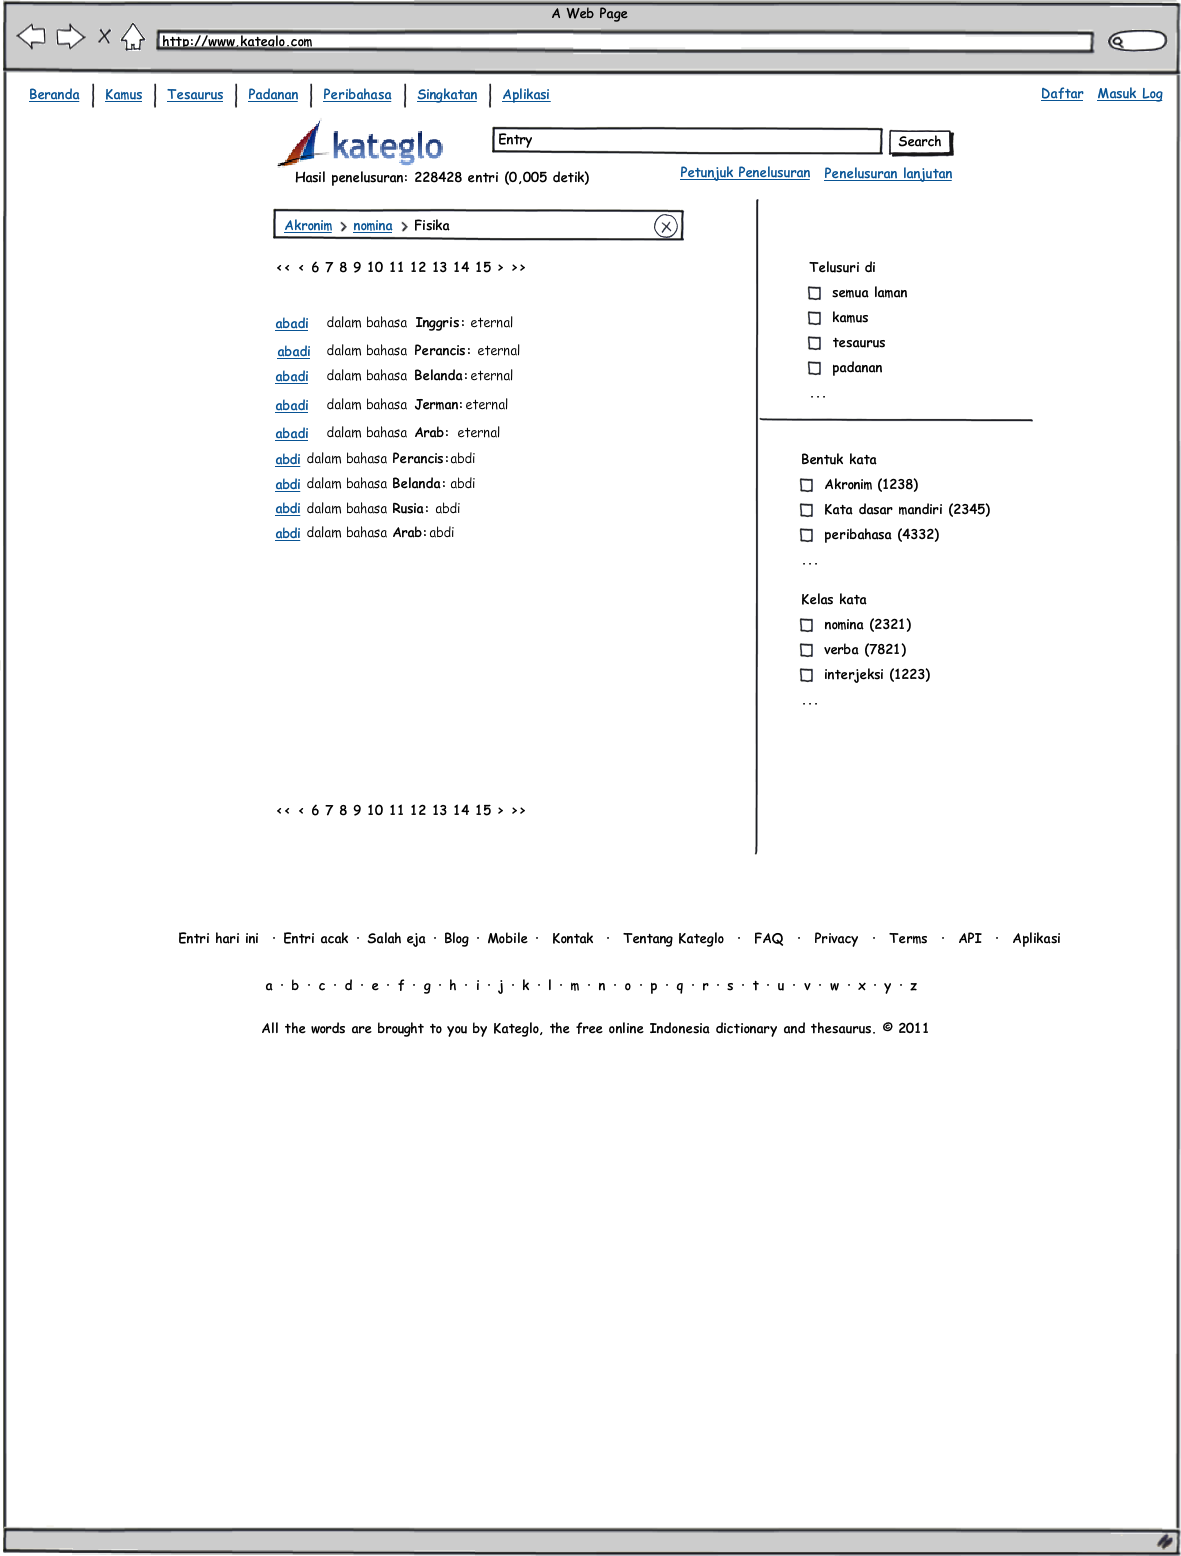 A Web Page
http://www.kateglo.com
Beranda Kamus Tesaurus Padanan Peribahasa Singkatan Aplikasi Daftar Masuk Log
kateglo
Entry Search
Petunjuk Penelusuran Penelusuran lanjutan
Hasil penelusuran: 228428 entri (0,005 detik)
Akronim > nomina > Fisika
<< < 6 7 8 9 10 11 12 13 14 15 > >>
abadi dalam bahasa Inggris: eternal
abadi dalam bahasa Perancis: eternal
abadi dalam bahasa Belanda: eternal
abadi dalam bahasa Jerman: eternal
abadi dalam bahasa Arab: eternal
abdi dalam bahasa Perancis: abdi
abdi dalam bahasa Belanda: abdi
abdi dalam bahasa Rusia: abdi
abdi dalam bahasa Arab: abdi
<< < 6 7 8 9 10 11 12 13 14 15 > >>
Telusuri di
semua laman
kamus
tesaurus
padanan
...
Bentuk kata
Akronim (1238)
Kata dasar mandiri (2345)
peribahasa (4332)
...
Kelas kata
nomina (2321)
verba (7821)
interjeksi (1223)
...
Entri hari ini · Entri acak · Salah eja · Blog · Mobile · Kontak · Tentang Kateglo · FAQ · Privacy · Terms · API · Aplikasi
a · b · c · d · e · f · g · h · i · j · k · l · m · n · o · p · q · r · s · t · u · v · w · x · y · z
All the words are brought to you by Kateglo, the free online Indonesia dictionary and thesaurus. © 2011